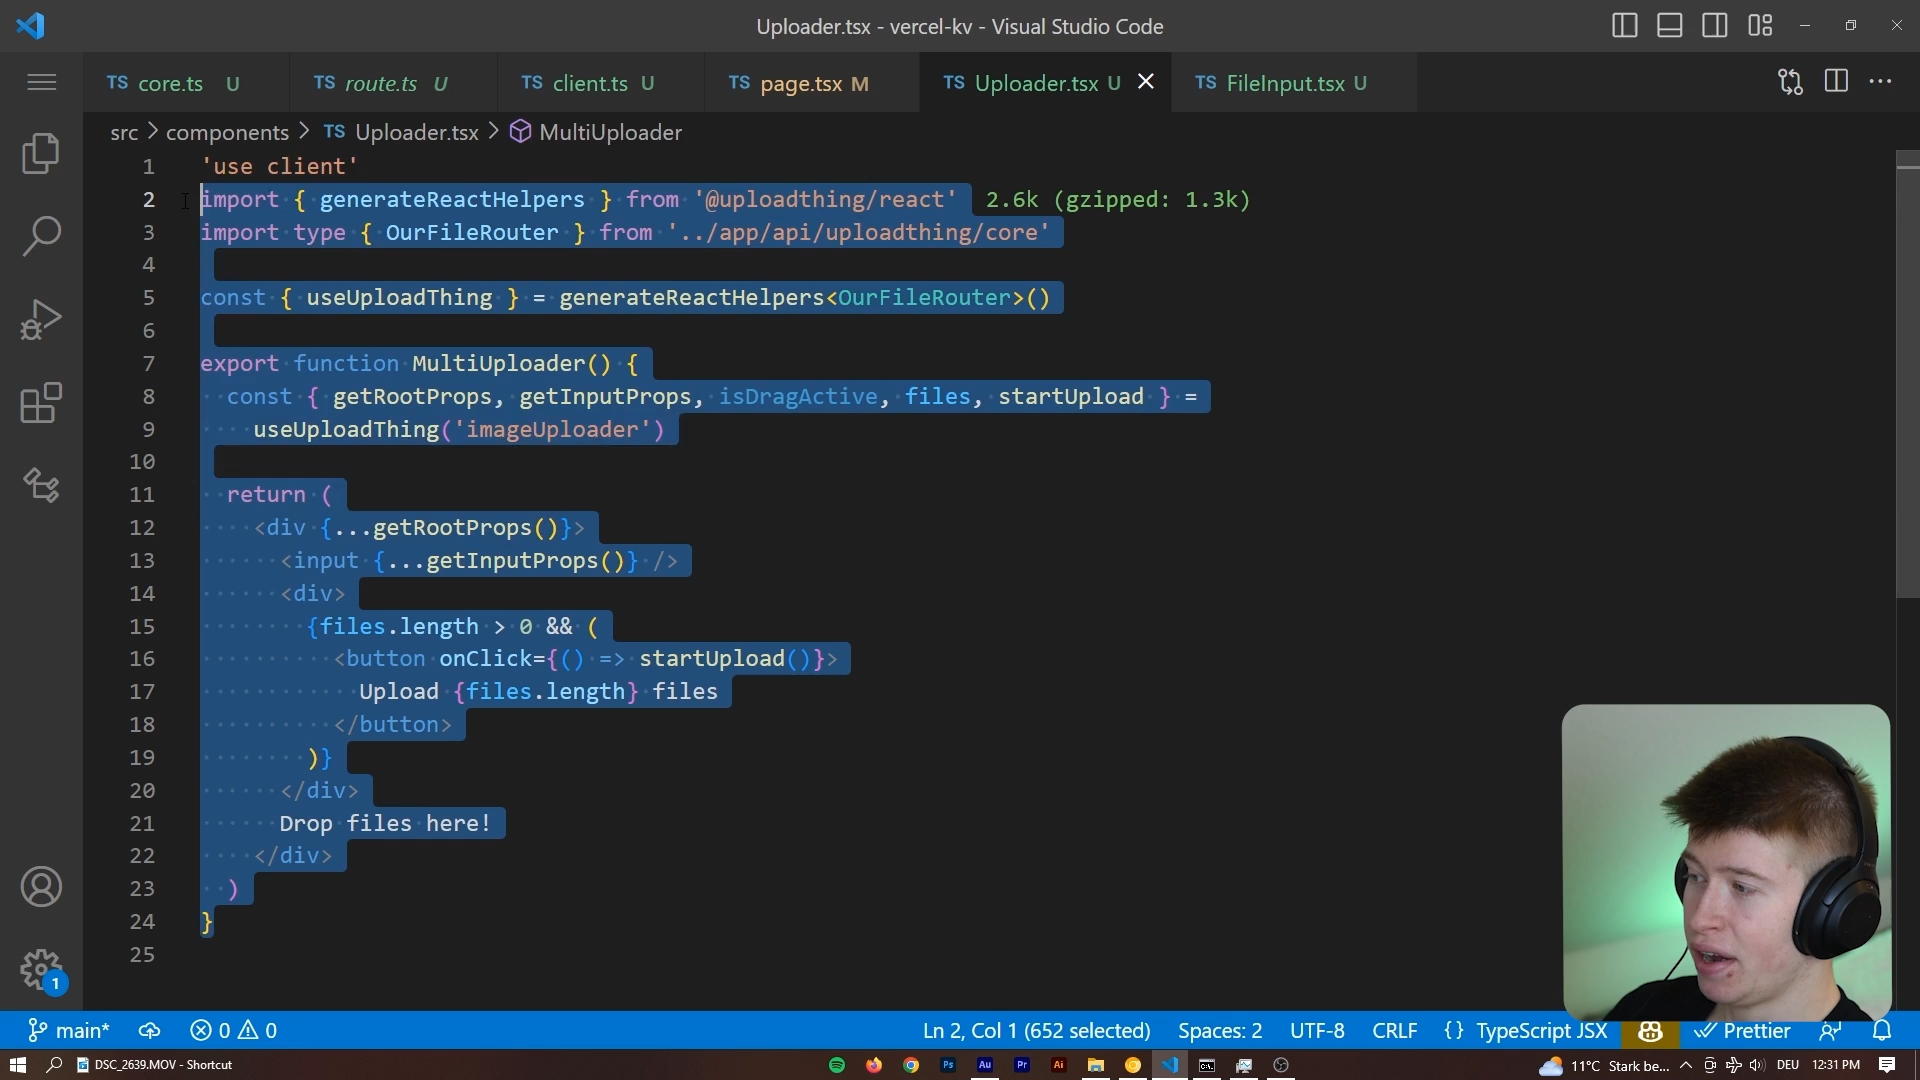 Uploader.tsx - vercel-kv - Visual Studio Code
TS core.ts U TS route.ts U TS client.ts U TS page.tsx M TS Uploader.tsx U TS FileInput.tsx U
src > components > TS Uploader.tsx > MultiUploader
1 'use client'
2 import { generateReactHelpers } from '@uploadthing/react' 2.6k (gzipped: 1.3k)
3 import type { OurFileRouter } from '../app/api/uploadthing/core'
4
5 const { useUploadThing } = generateReactHelpers<OurFileRouter>()
6
7 export function MultiUploader() {
8 const { getRootProps, getInputProps, isDragActive, files, startUpload } =
9 useUploadThing('imageUploader')
10
11 return (
12 <div {...getRootProps()}>
13 <input {...getInputProps()} />
14 <div>
15 {files.length > 0 && (
16 <button onClick={() => startUpload()}>
17 Upload {files.length} files
18 </button>
19 )}
20 </div>
21 Drop files here!
22 </div>
23 )
24 }
25
1
main* 0 0 Ln 2, Col 1 (652 selected) Spaces: 2 UTF-8 CRLF {} TypeScript JSX Prettier
DSC_2639.MOV - Shortcut Ps Au Pr Ai 11°C Stark be... DEU 12:31 PM